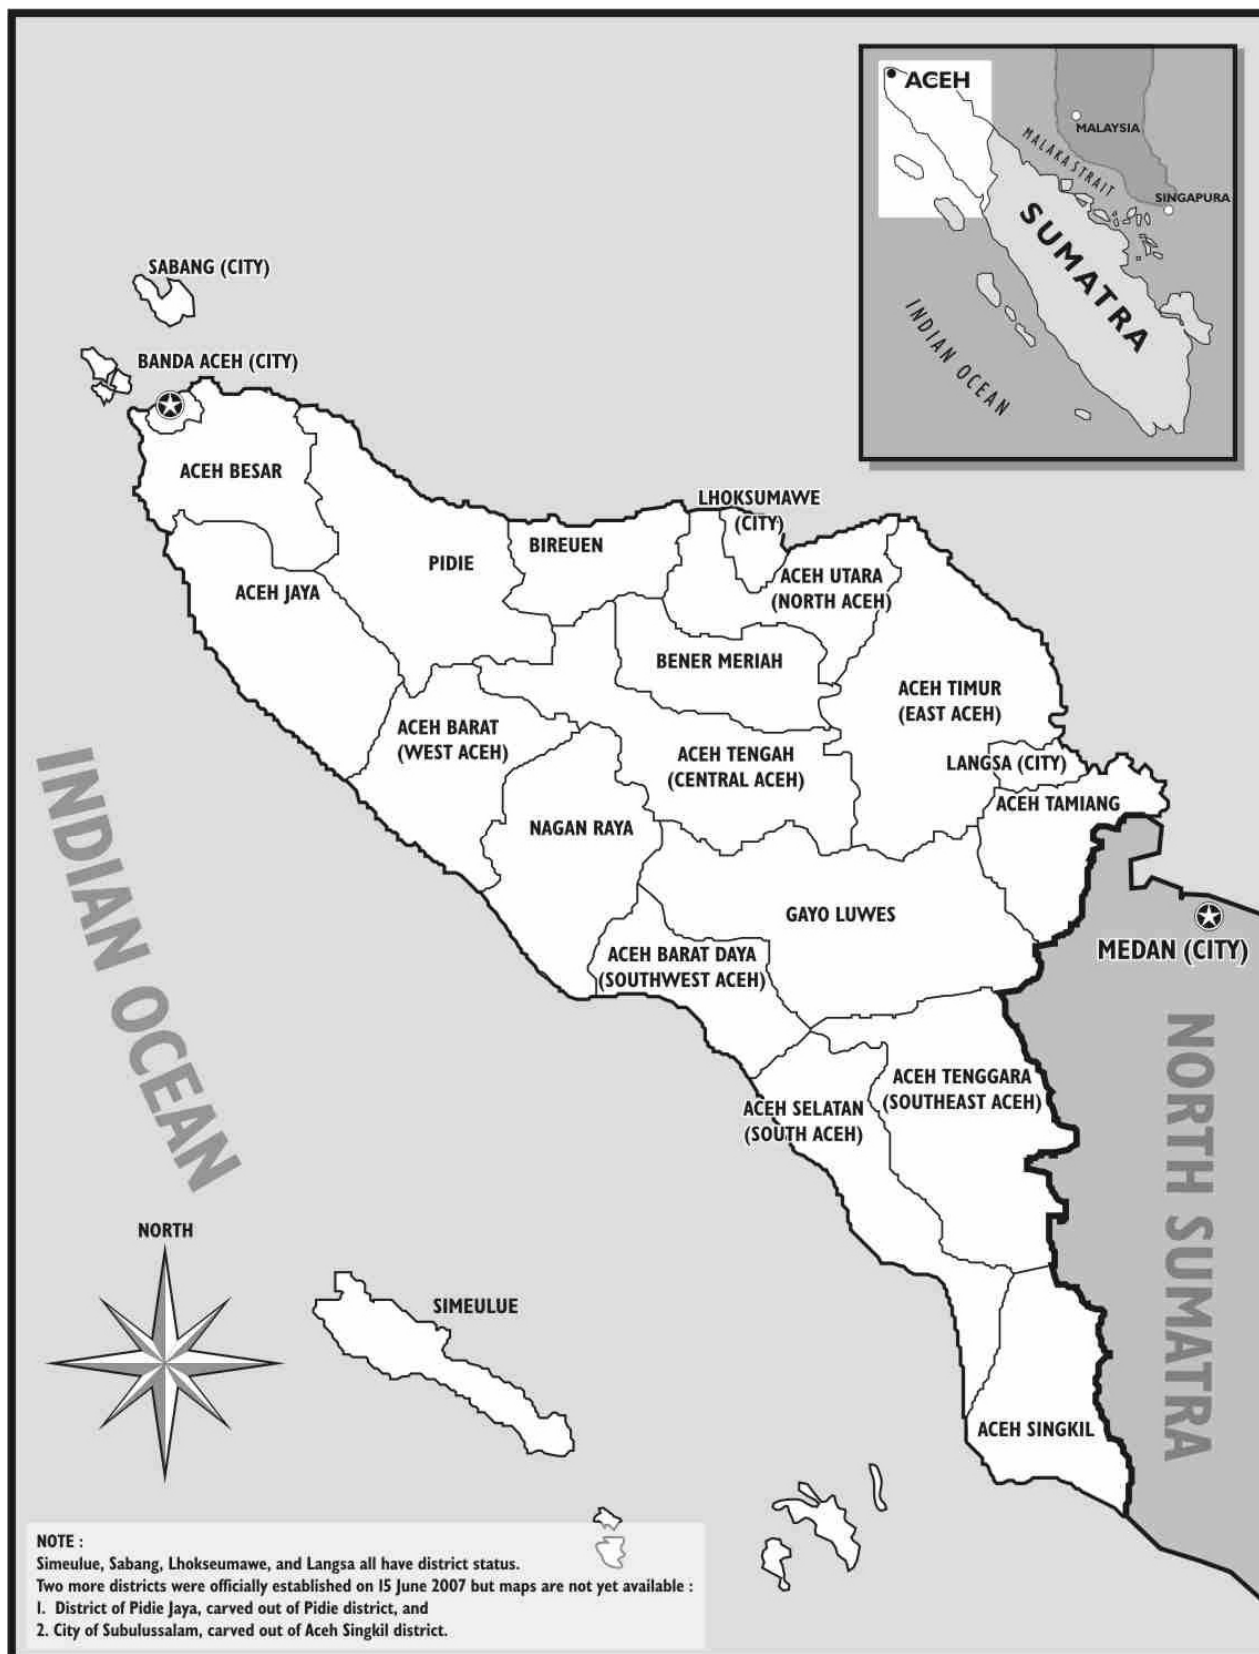 ACEH
MALAYSIA
MALAKA STRAIT
SINGAPURA
SUMATRA
INDIAN OCEAN
SABANG (CITY)
BANDA ACEH (CITY)
ACEH BESAR
LHOKSUMAWE
(CITY)
BIREUEN
PIDIE
ACEH UTARA
(NORTH ACEH)
ACEH JAYA
BENER MERIAH
ACEH TIMUR
(EAST ACEH)
ACEH BARAT
(WEST ACEH)
ACEH TENGAH
(CENTRAL ACEH)
LANGSA (CITY)
ACEH TAMIANG
NAGAN RAYA
GAYO LUWES
MEDAN (CITY)
ACEH BARAT DAYA
(SOUTHWEST ACEH)
INDIAN OCEAN
NORTH SUMATRA
ACEH TENGGARA
(SOUTHEAST ACEH)
ACEH SELATAN
(SOUTH ACEH)
NORTH
SIMEULUE
ACEH SINGKIL
NOTE :
Simeulue, Sabang, Lhokseumawe, and Langsa all have district status.
Two more districts were officially established on 15 June 2007 but maps are not yet available :
1. District of Pidie Jaya, carved out of Pidie district, and
2. City of Subulussalam, carved out of Aceh Singkil district.